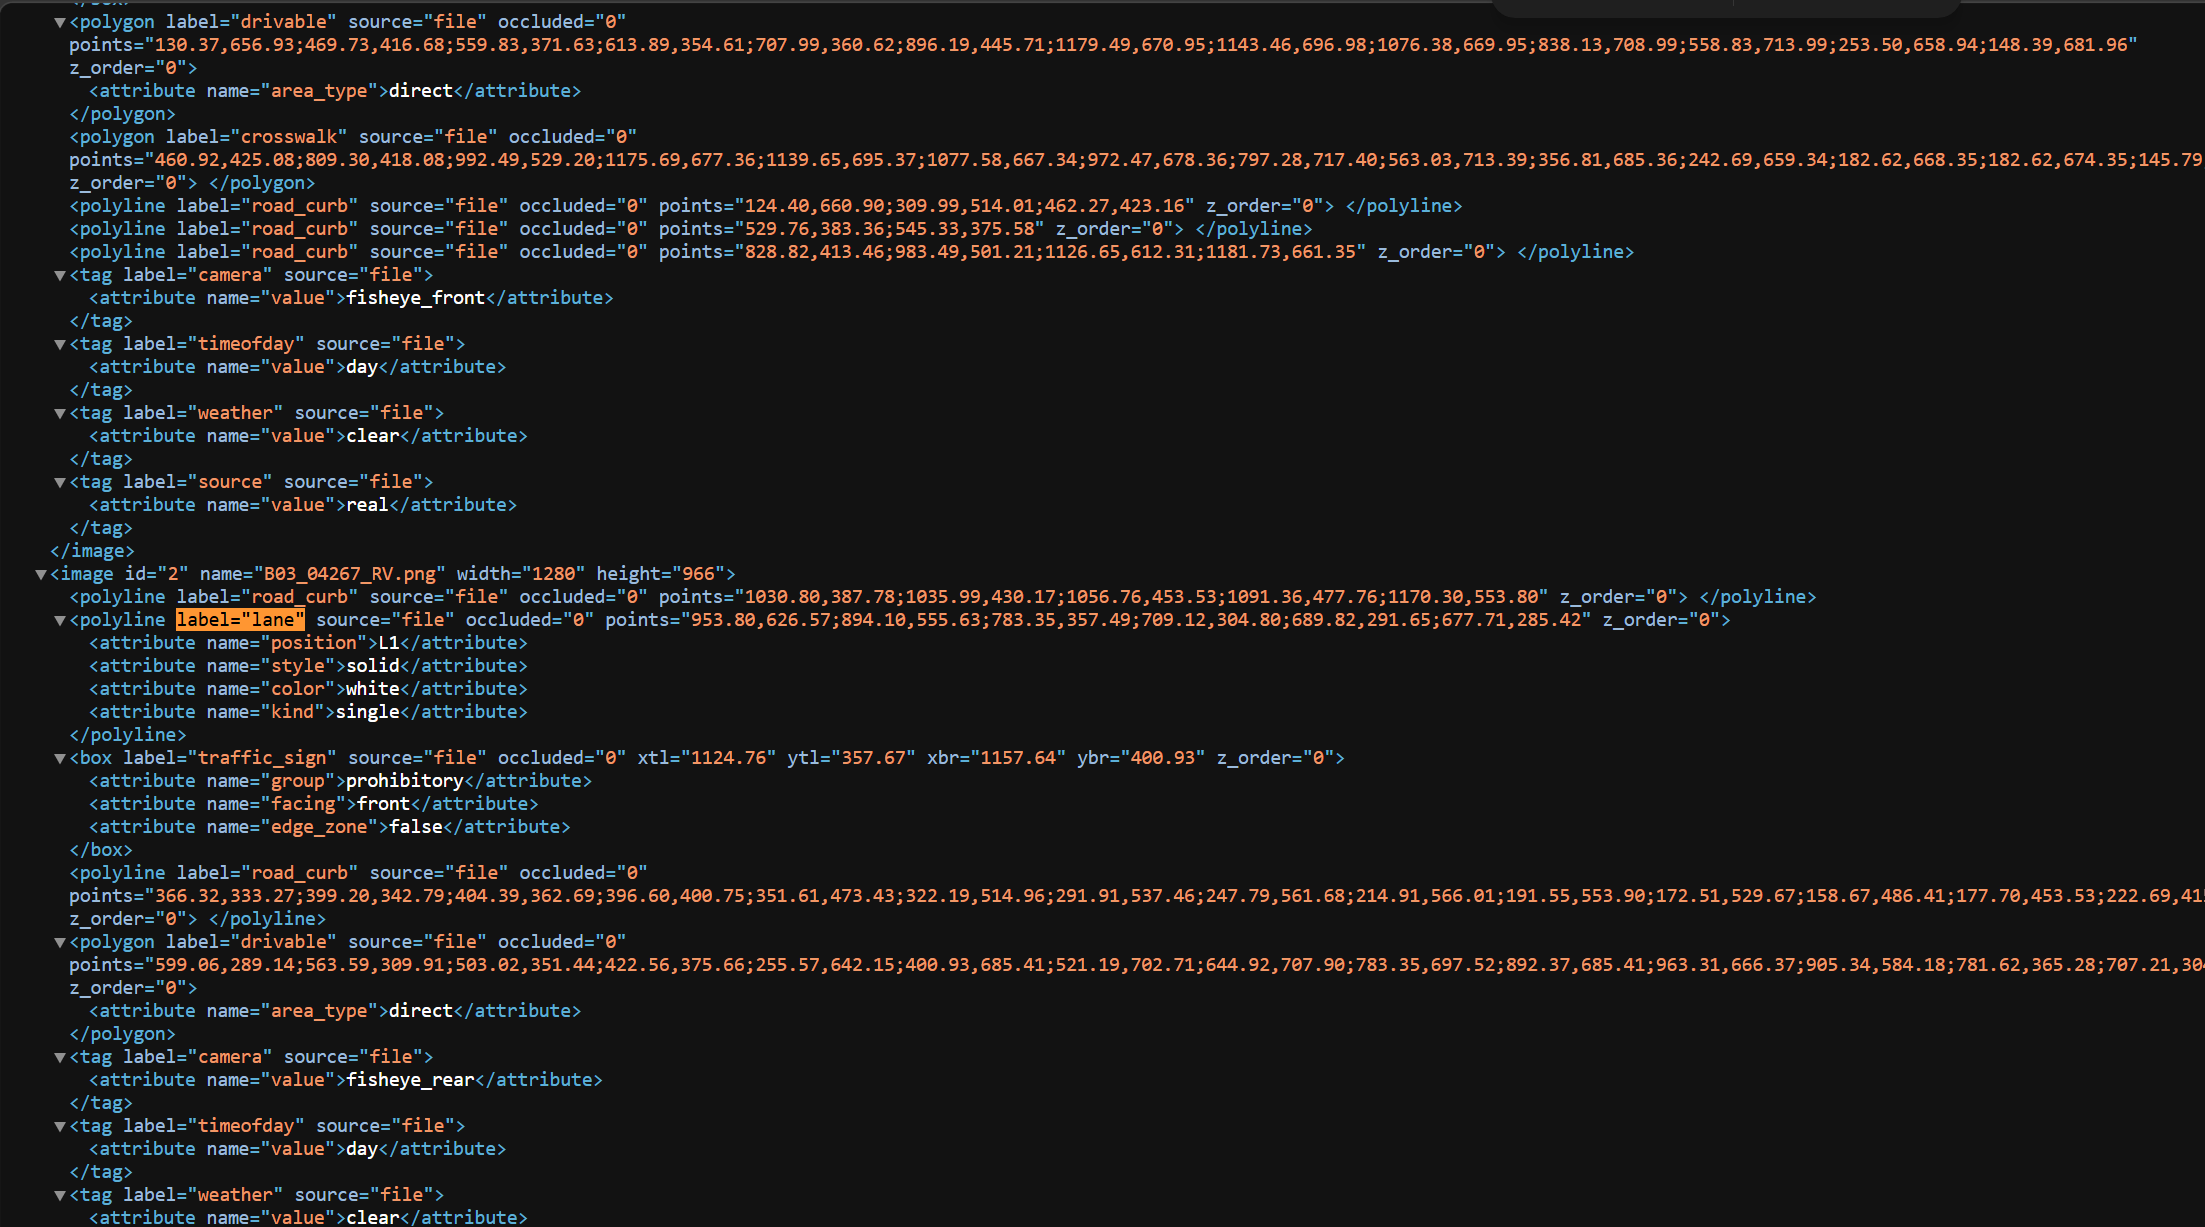 </box>
▼<polygon label="drivable" source="file" occluded="0"
points="130.37,656.93;469.73,416.68;559.83,371.63;613.89,354.61;707.99,360.62;896.19,445.71;1179.49,670.95;1143.46,696.98;1076.38,669.95;838.13,708.99;558.83,713.99;253.50,658.94;148.39,681.96"
z_order="0">
<attribute name="area_type">direct</attribute>
</polygon>
<polygon label="crosswalk" source="file" occluded="0"
points="460.92,425.08;809.30,418.08;992.49,529.20;1175.69,677.36;1139.65,695.37;1077.58,667.34;972.47,678.36;797.28,717.40;563.03,713.39;356.81,685.36;242.69,659.34;182.62,668.35;182.62,674.35;145.79
z_order="0"> </polygon>
<polyline label="road_curb" source="file" occluded="0" points="124.40,660.90;309.99,514.01;462.27,423.16" z_order="0"> </polyline>
<polyline label="road_curb" source="file" occluded="0" points="529.76,383.36;545.33,375.58" z_order="0"> </polyline>
<polyline label="road_curb" source="file" occluded="0" points="828.82,413.46;983.49,501.21;1126.65,612.31;1181.73,661.35" z_order="0"> </polyline>
▼<tag label="camera" source="file">
<attribute name="value">fisheye_front</attribute>
</tag>
▼<tag label="timeofday" source="file">
<attribute name="value">day</attribute>
</tag>
▼<tag label="weather" source="file">
<attribute name="value">clear</attribute>
</tag>
▼<tag label="source" source="file">
<attribute name="value">real</attribute>
</tag>
</image>
▼<image id="2" name="B03_04267_RV.png" width="1280" height="966">
<polyline label="road_curb" source="file" occluded="0" points="1030.80,387.78;1035.99,430.17;1056.76,453.53;1091.36,477.76;1170.30,553.80" z_order="0"> </polyline>
▼<polyline label="lane" source="file" occluded="0" points="953.80,626.57;894.10,555.63;783.35,357.49;709.12,304.80;689.82,291.65;677.71,285.42" z_order="0">
<attribute name="position">L1</attribute>
<attribute name="style">solid</attribute>
<attribute name="color">white</attribute>
<attribute name="kind">single</attribute>
</polyline>
▼<box label="traffic_sign" source="file" occluded="0" xtl="1124.76" ytl="357.67" xbr="1157.64" ybr="400.93" z_order="0">
<attribute name="group">prohibitory</attribute>
<attribute name="facing">front</attribute>
<attribute name="edge_zone">false</attribute>
</box>
<polyline label="road_curb" source="file" occluded="0"
points="366.32,333.27;399.20,342.79;404.39,362.69;396.60,400.75;351.61,473.43;322.19,514.96;291.91,537.46;247.79,561.68;214.91,566.01;191.55,553.90;172.51,529.67;158.67,486.41;177.70,453.53;222.69,415
z_order="0"> </polyline>
▼<polygon label="drivable" source="file" occluded="0"
points="599.06,289.14;563.59,309.91;503.02,351.44;422.56,375.66;255.57,642.15;400.93,685.41;521.19,702.71;644.92,707.90;783.35,697.52;892.37,685.41;963.31,666.37;905.34,584.18;781.62,365.28;707.21,304
z_order="0">
<attribute name="area_type">direct</attribute>
</polygon>
▼<tag label="camera" source="file">
<attribute name="value">fisheye_rear</attribute>
</tag>
▼<tag label="timeofday" source="file">
<attribute name="value">day</attribute>
</tag>
▼<tag label="weather" source="file">
<attribute name="value">clear</attribute>